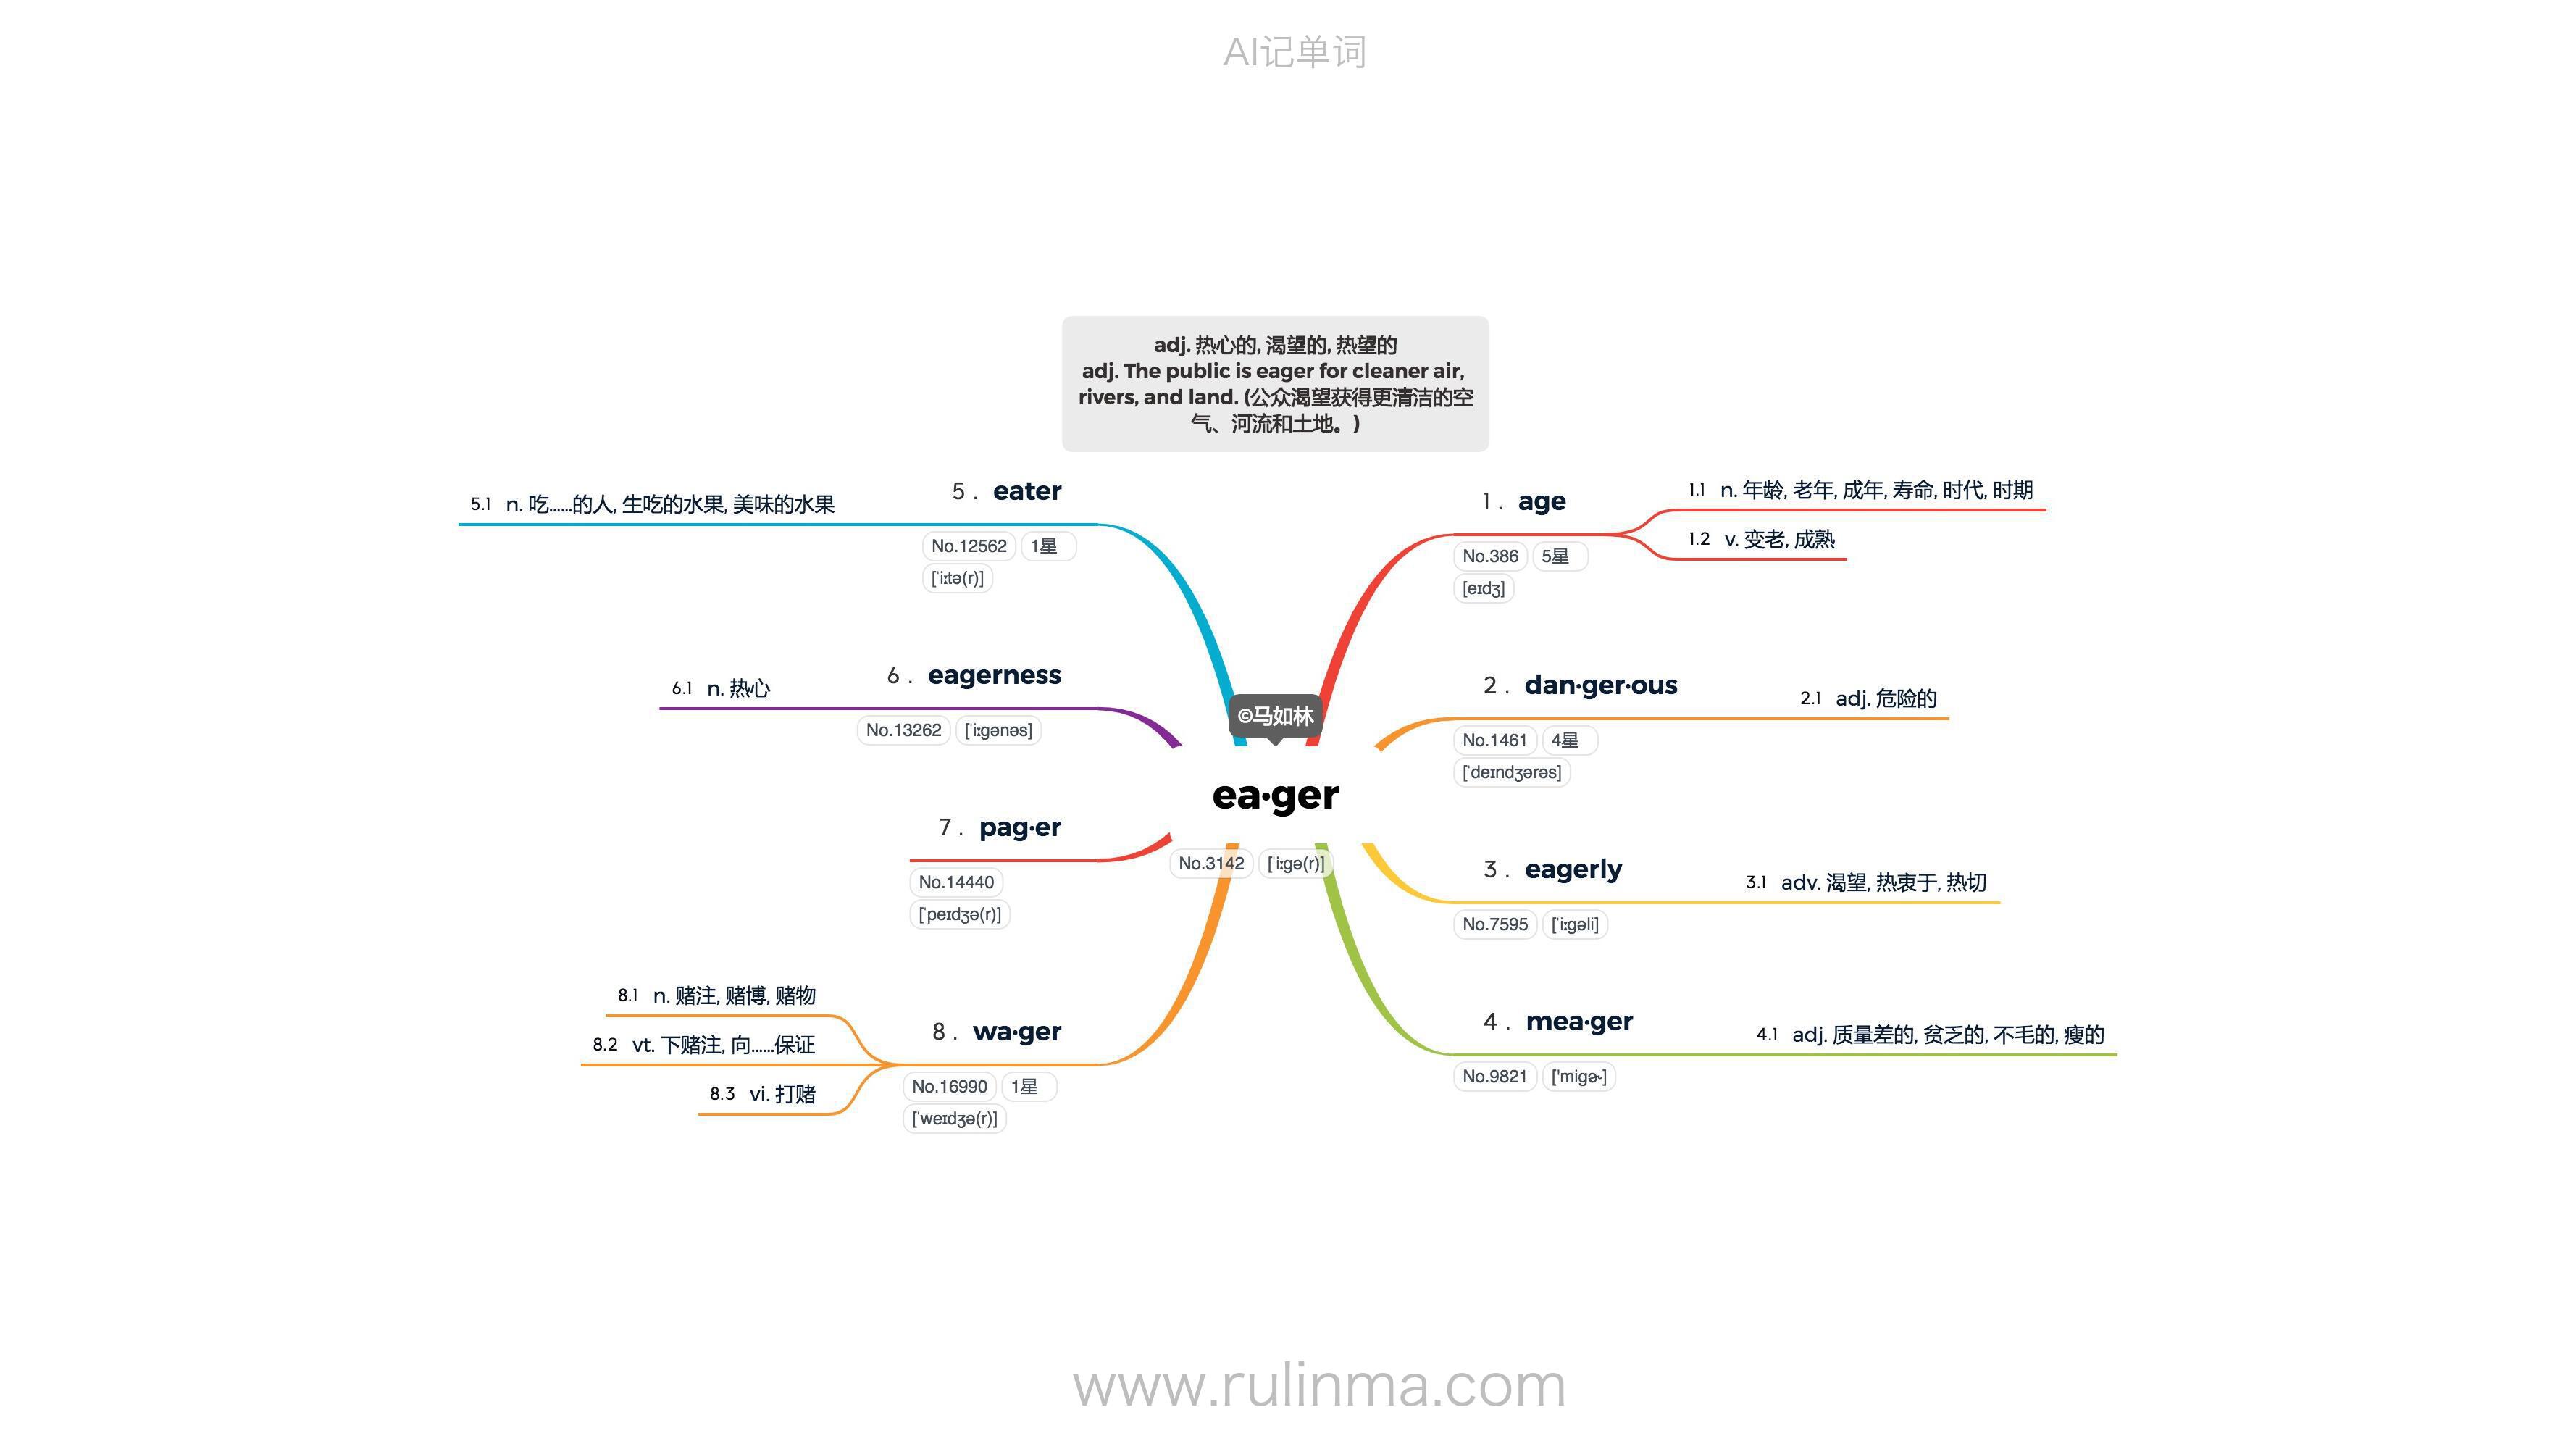 AI记单词
adj. 热心的, 渴望的, 热望的
adj. The public is eager for cleaner air,
rivers, and land. (公众渴望获得更清洁的空
气、河流和土地。)
©马如林
ea·ger
No.3142 [ˈiːɡə(r)]
1. age
No.386 5星
[eɪdʒ]
1.1 n. 年龄, 老年, 成年, 寿命, 时代, 时期
1.2 v. 变老, 成熟
2. dan·ger·ous
No.1461 4星
[ˈdeɪndʒərəs]
2.1 adj. 危险的
3. eagerly
No.7595 [ˈiːɡəli]
3.1 adv. 渴望, 热衷于, 热切
4. mea·ger
No.9821 ['migɚ]
4.1 adj. 质量差的, 贫乏的, 不毛的, 瘦的
5. eater
No.12562 1星
[ˈiːtə(r)]
5.1 n. 吃......的人, 生吃的水果, 美味的水果
6. eagerness
No.13262 [ˈiːɡənəs]
6.1 n. 热心
7. pag·er
No.14440
[ˈpeɪdʒə(r)]
8. wa·ger
No.16990 1星
[ˈweɪdʒə(r)]
8.1 n. 赌注, 赌博, 赌物
8.2 vt. 下赌注, 向......保证
8.3 vi. 打赌
www.rulinma.com